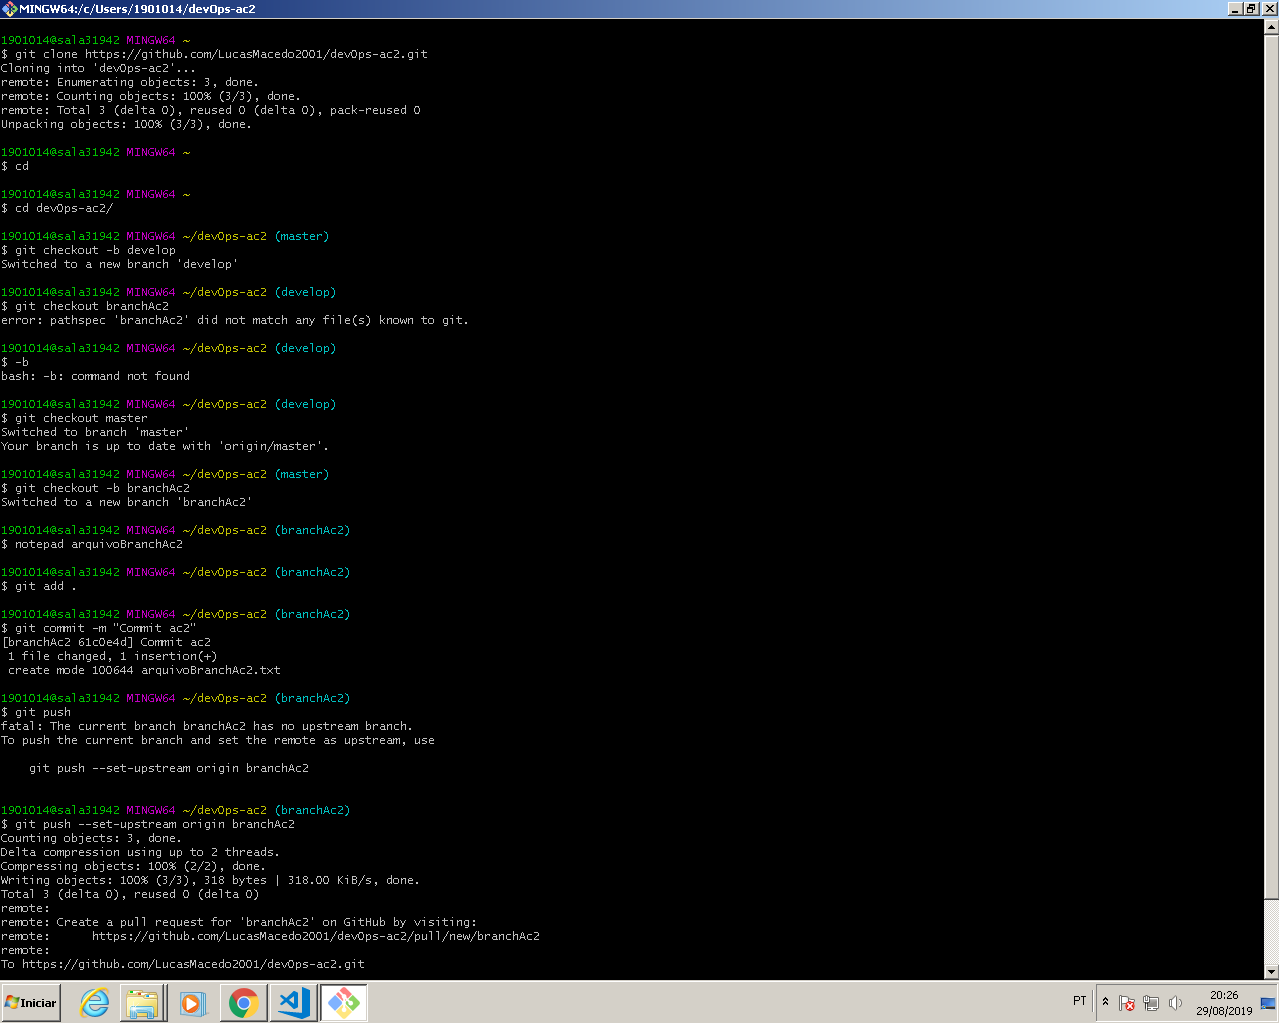 MINGW64:/c/Users/1901014/devOps-ac2
1901014@sala31942 MINGW64 ~
$ git clone https://github.com/LucasMacedo2001/devOps-ac2.git
Cloning into 'devOps-ac2'...
remote: Enumerating objects: 3, done.
remote: Counting objects: 100% (3/3), done.
remote: Total 3 (delta 0), reused 0 (delta 0), pack-reused 0
Unpacking objects: 100% (3/3), done.
1901014@sala31942 MINGW64 ~
$ cd
1901014@sala31942 MINGW64 ~
$ cd devOps-ac2/
1901014@sala31942 MINGW64 ~/devOps-ac2 (master)
$ git checkout -b develop
Switched to a new branch 'develop'
1901014@sala31942 MINGW64 ~/devOps-ac2 (develop)
$ git checkout branchAc2
error: pathspec 'branchAc2' did not match any file(s) known to git.
1901014@sala31942 MINGW64 ~/devOps-ac2 (develop)
$ -b
bash: -b: command not found
1901014@sala31942 MINGW64 ~/devOps-ac2 (develop)
$ git checkout master
Switched to branch 'master'
Your branch is up to date with 'origin/master'.
1901014@sala31942 MINGW64 ~/devOps-ac2 (master)
$ git checkout -b branchAc2
Switched to a new branch 'branchAc2'
1901014@sala31942 MINGW64 ~/devOps-ac2 (branchAc2)
$ notepad arquivoBranchAc2
1901014@sala31942 MINGW64 ~/devOps-ac2 (branchAc2)
$ git add .
1901014@sala31942 MINGW64 ~/devOps-ac2 (branchAc2)
$ git commit -m "Commit ac2"
[branchAc2 61c0e4d] Commit ac2
1 file changed, 1 insertion(+)
create mode 100644 arquivoBranchAc2.txt
1901014@sala31942 MINGW64 ~/devOps-ac2 (branchAc2)
$ git push
fatal: The current branch branchAc2 has no upstream branch.
To push the current branch and set the remote as upstream, use
git push --set-upstream origin branchAc2
1901014@sala31942 MINGW64 ~/devOps-ac2 (branchAc2)
$ git push --set-upstream origin branchAc2
Counting objects: 3, done.
Delta compression using up to 2 threads.
Compressing objects: 100% (2/2), done.
Writing objects: 100% (3/3), 318 bytes | 318.00 KiB/s, done.
Total 3 (delta 0), reused 0 (delta 0)
remote:
remote: Create a pull request for 'branchAc2' on GitHub by visiting:
remote: https://github.com/LucasMacedo2001/devOps-ac2/pull/new/branchAc2
remote:
To https://github.com/LucasMacedo2001/devOps-ac2.git
Iniciar
PT
20:26
29/08/2019